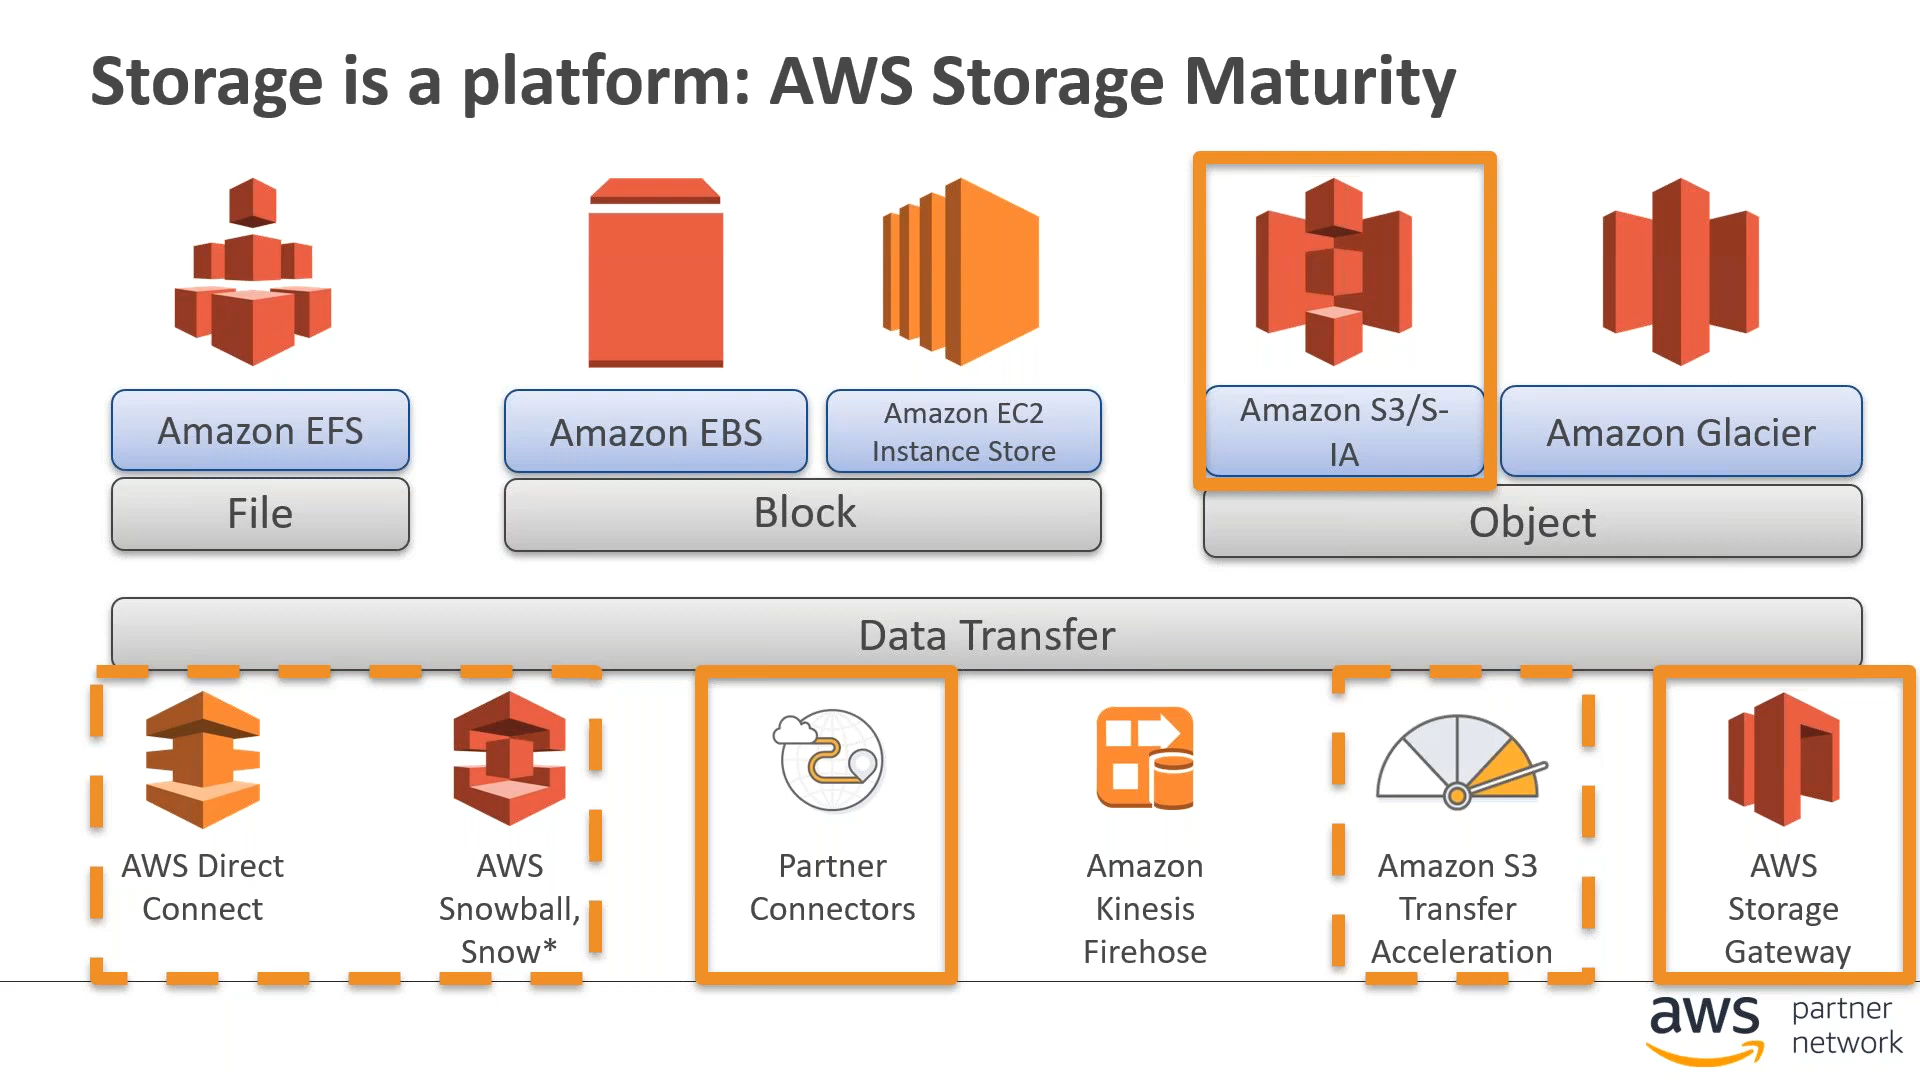 Storage is a platform: AWS Storage Maturity
Amazon EFS
Amazon EBS
Amazon EC2
Instance Store
Amazon S3/S-
IA
Amazon Glacier
File
Block
Object
Data Transfer
AWS Direct
Connect
AWS
Snowball,
Snow*
Partner
Connectors
Amazon
Kinesis
Firehose
Amazon S3
Transfer
Acceleration
AWS
Storage
Gateway
aws
partner
network